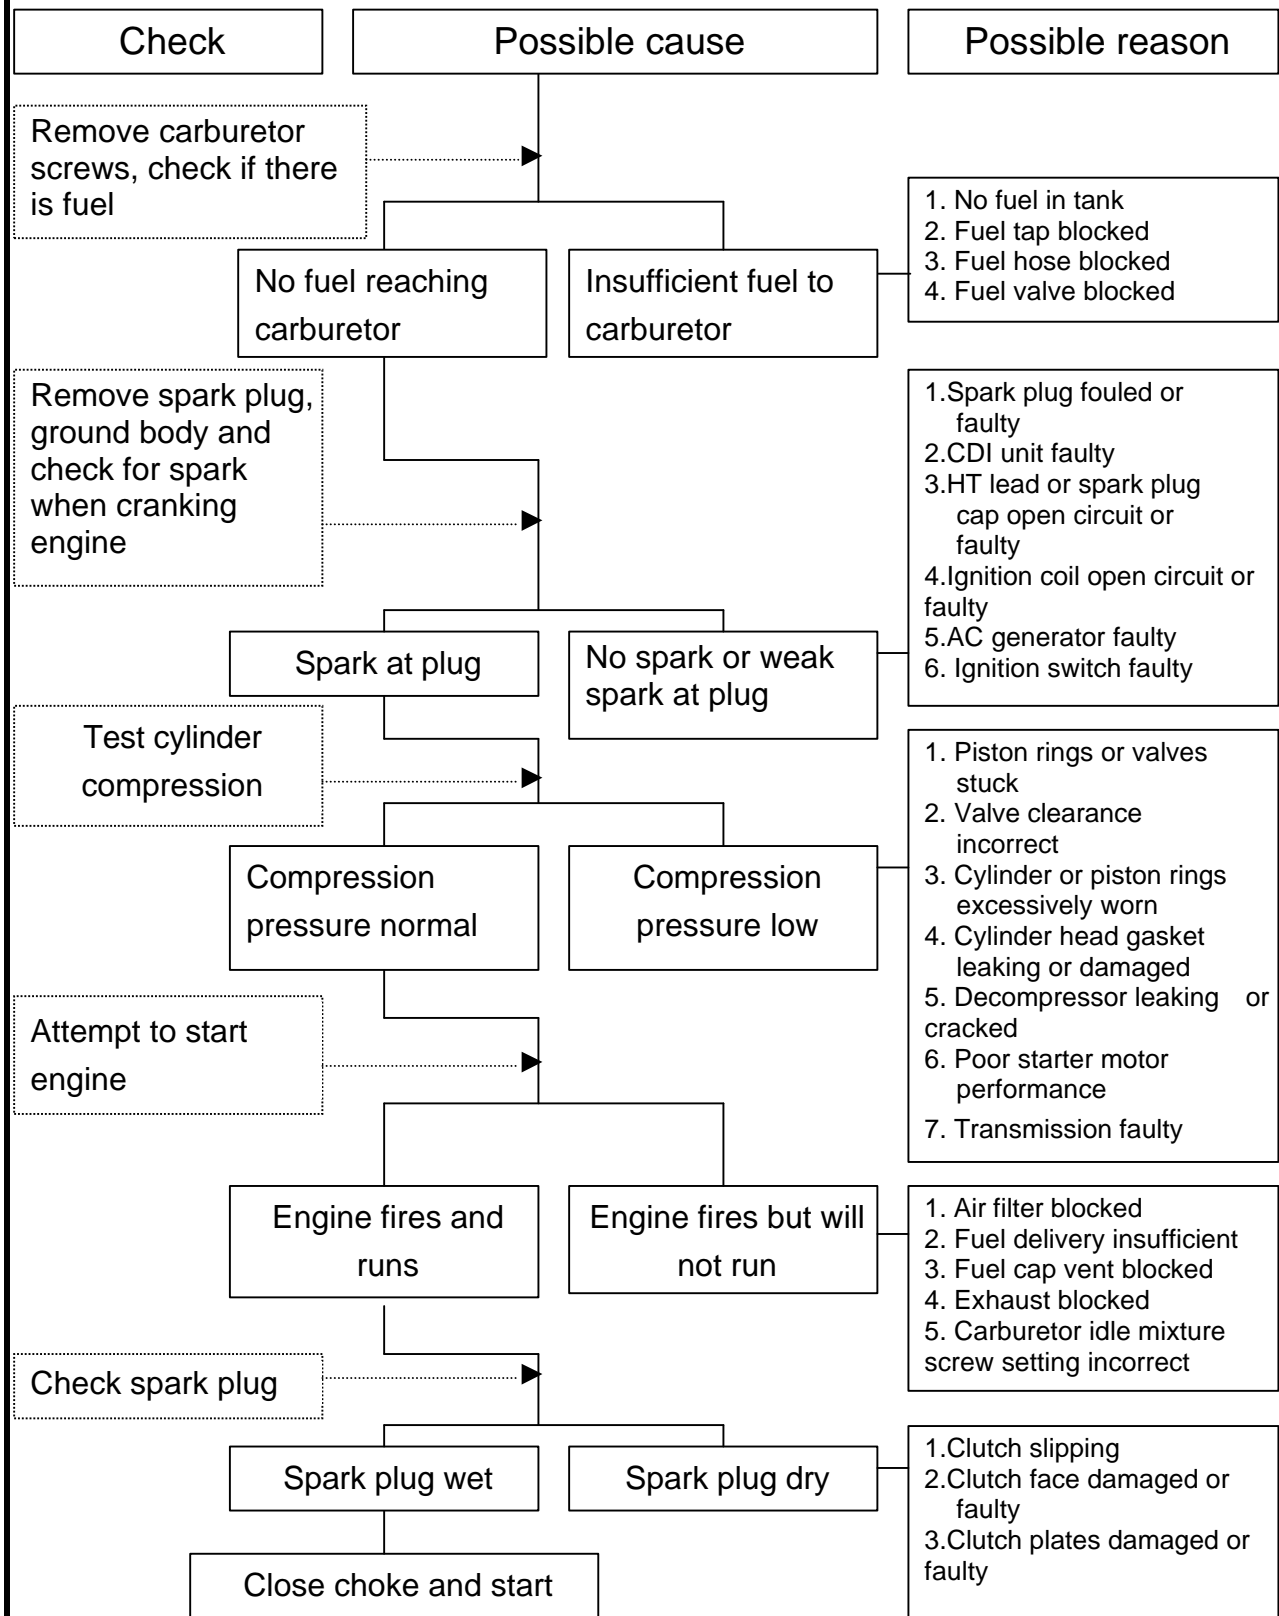 Check
Possible cause
Possible reason
Remove carburetor
screws, check if there
is fuel
No fuel reaching
carburetor
Insufficient fuel to
carburetor
1. No fuel in tank
2. Fuel tap blocked
3. Fuel hose blocked
4. Fuel valve blocked
Remove spark plug,
ground body and
check for spark
when cranking
engine
Spark at plug
No spark or weak
spark at plug
1.Spark plug fouled or
faulty
2.CDI unit faulty
3.HT lead or spark plug
cap open circuit or
faulty
4.Ignition coil open circuit or
faulty
5.AC generator faulty
6. Ignition switch faulty
Test cylinder
compression
Compression
pressure normal
Compression
pressure low
1. Piston rings or valves
stuck
2. Valve clearance
incorrect
3. Cylinder or piston rings
excessively worn
4. Cylinder head gasket
leaking or damaged
5. Decompressor leaking or
cracked
6. Poor starter motor
performance
7. Transmission faulty
Attempt to start
engine
Engine fires and
runs
Engine fires but will
not run
1. Air filter blocked
2. Fuel delivery insufficient
3. Fuel cap vent blocked
4. Exhaust blocked
5. Carburetor idle mixture
screw setting incorrect
Check spark plug
Spark plug wet
Spark plug dry
1.Clutch slipping
2.Clutch face damaged or
faulty
3.Clutch plates damaged or
faulty
Close choke and start